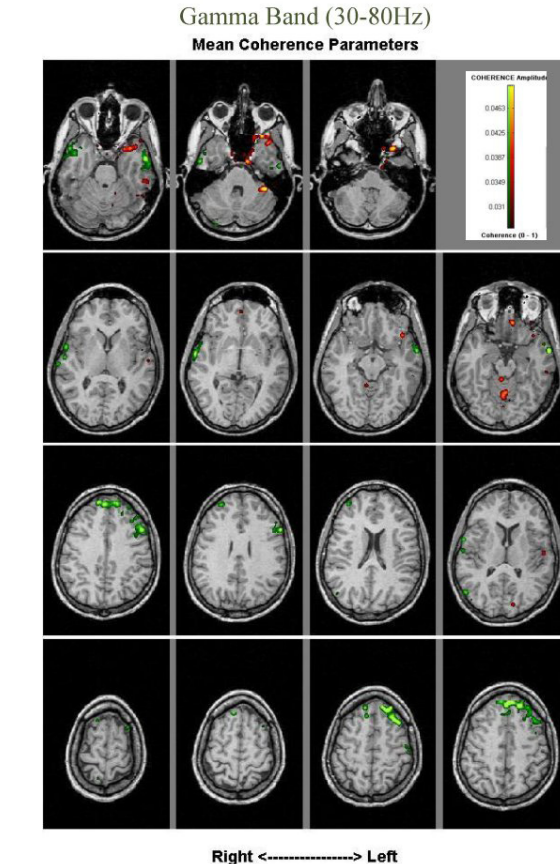 Gamma Band (30-80Hz)
Mean Coherence Parameters
COHERENCE Amplitude
0.0463
0.0425
0.0387
0.0349
0.031
Coherence (0 - 1)
Right <----------------> Left